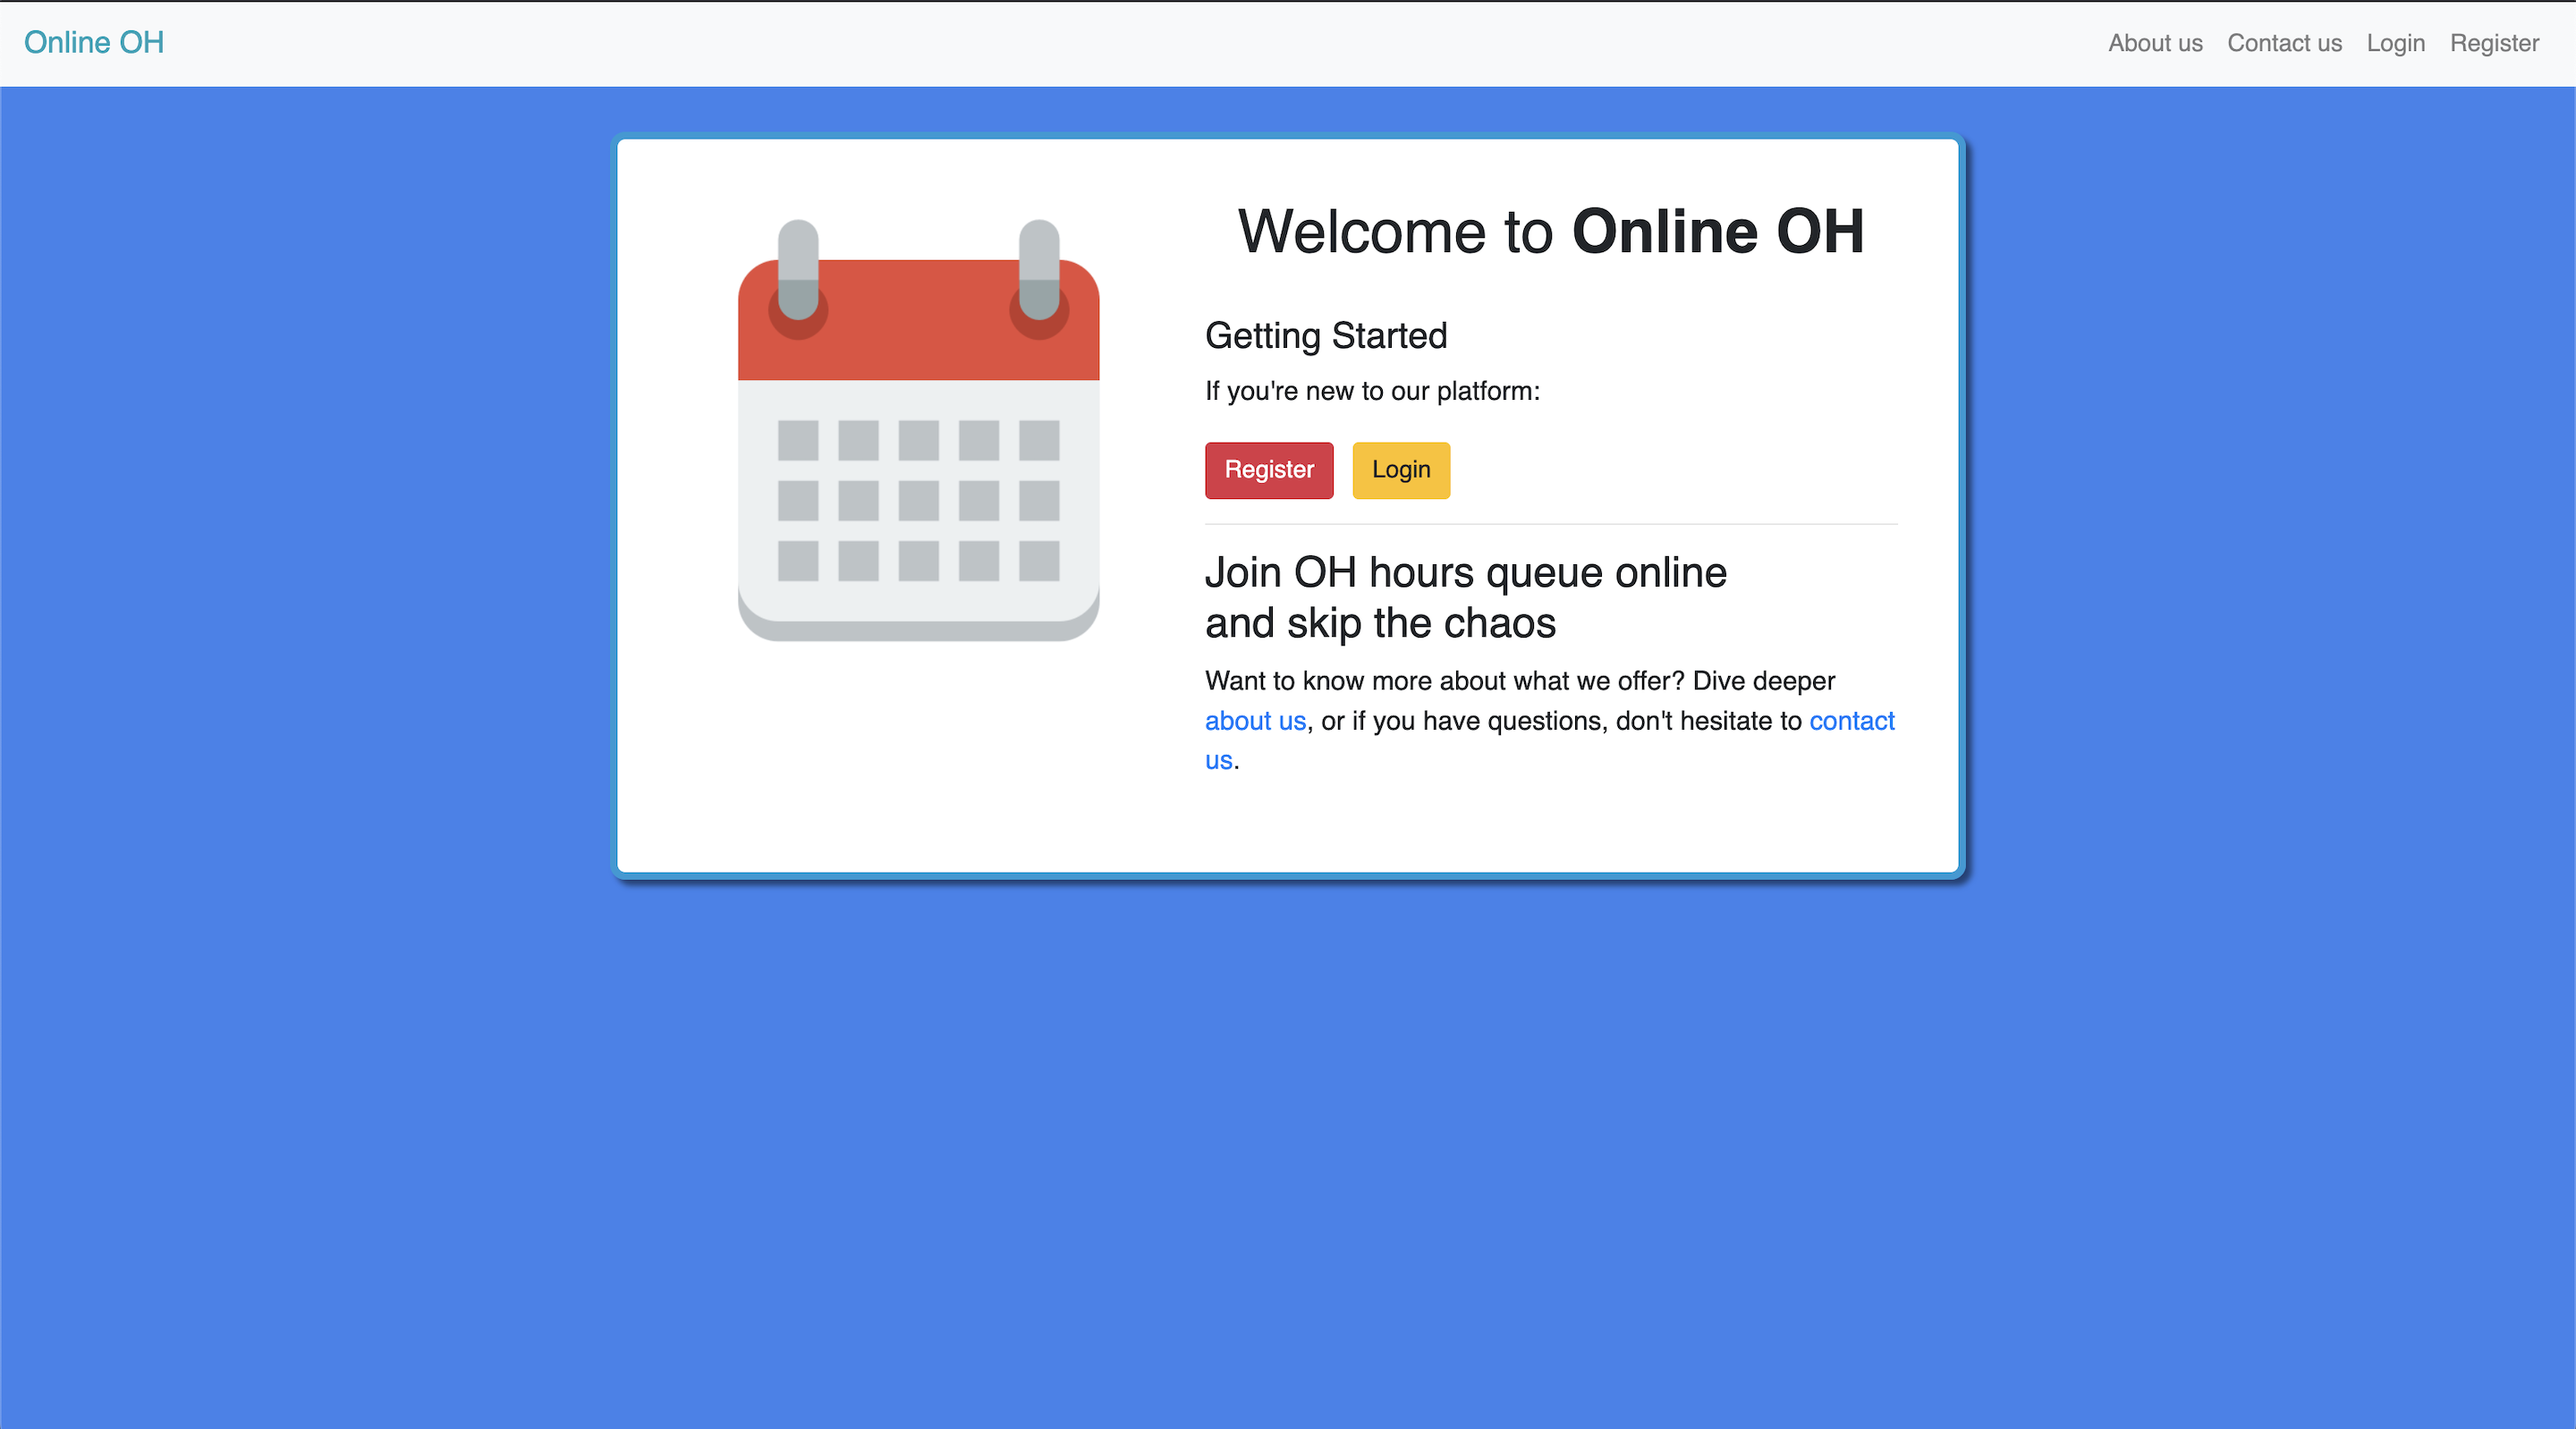 Online OH
About us Contact us Login Register
Welcome to Online OH
Getting Started
If you're new to our platform:
Register Login
Join OH hours queue online
and skip the chaos
Want to know more about what we offer? Dive deeper
about us, or if you have questions, don't hesitate to contact
us.